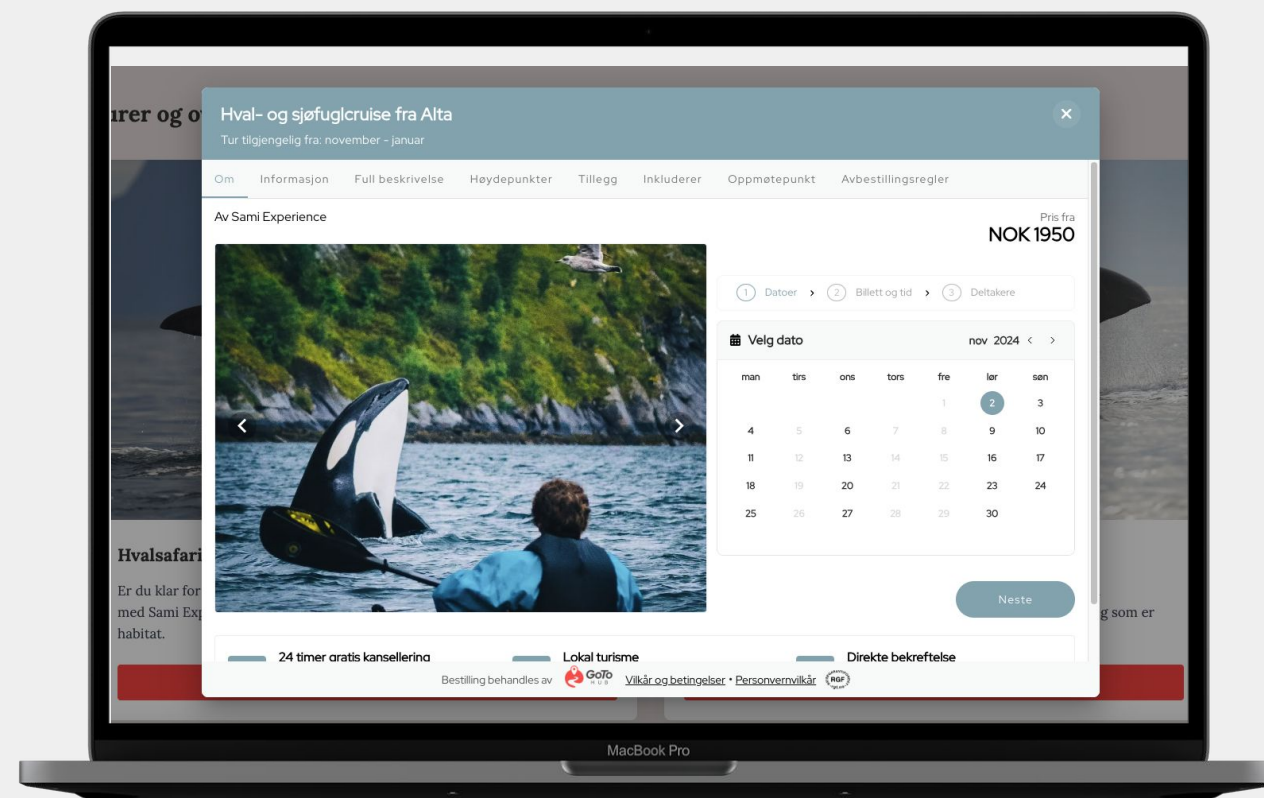 urer og o
Hval- og sjøfuglcruise fra Alta
Tur tilgjengelig fra: november - januar
Om Informasjon Full beskrivelse Høydepunkter Tillegg Inkluderer Oppmøtepunkt Avbestillingsregler
Av Sami Experience
Pris fra
NOK 1950
1 Datoer > 2 Billett og tid > 3 Deltakere
Velg dato nov 2024 < >
man tirs ons tors fre lør søn
1 2 3
4 5 6 7 8 9 10
11 12 13 14 15 16 17
18 19 20 21 22 23 24
25 26 27 28 29 30
Neste
Hvalsafari
Er du klar for
med Sami Exp
habitat.
g som er
24 timer gratis kansellering Lokal turisme Direkte bekreftelse
Bestilling behandles av GoTo HUB Vilkår og betingelser • Personvernvilkår RGF
MacBook Pro